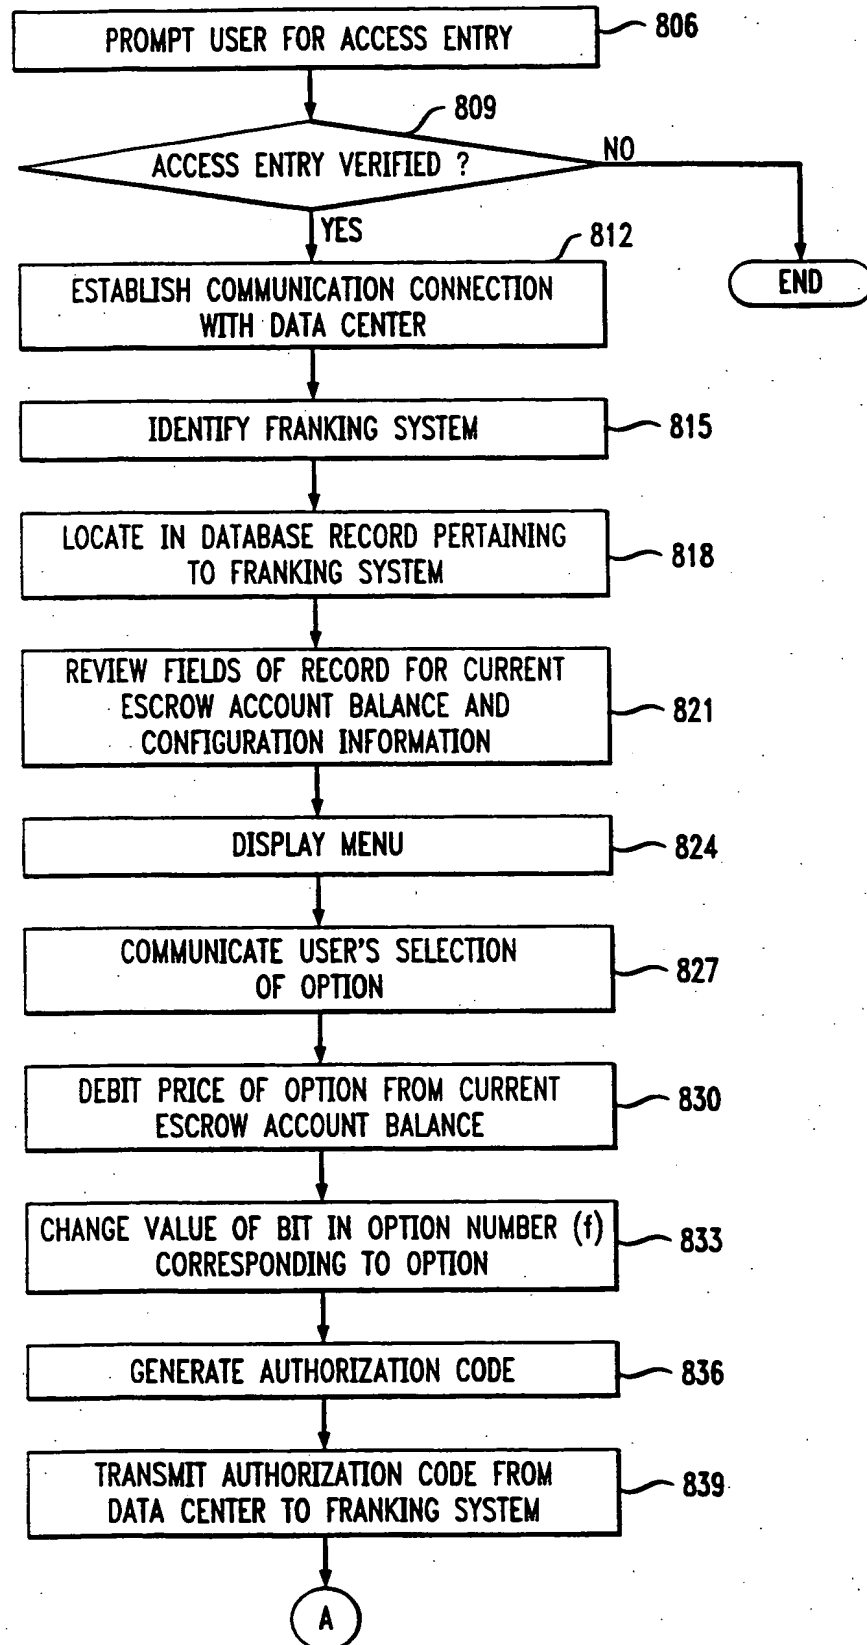 PROMPT USER FOR ACCESS ENTRY
806
809
ACCESS ENTRY VERIFIED ?
NO
YES
812
ESTABLISH COMMUNICATION CONNECTION
WITH DATA CENTER
END
IDENTIFY FRANKING SYSTEM
815
LOCATE IN DATABASE RECORD PERTAINING
TO FRANKING SYSTEM
818
REVIEW FIELDS OF RECORD FOR CURRENT
ESCROW ACCOUNT BALANCE AND
CONFIGURATION INFORMATION
821
DISPLAY MENU
824
COMMUNICATE USER'S SELECTION
OF OPTION
827
DEBIT PRICE OF OPTION FROM CURRENT
ESCROW ACCOUNT BALANCE
830
CHANGE VALUE OF BIT IN OPTION NUMBER (f)
CORRESPONDING TO OPTION
833
GENERATE AUTHORIZATION CODE
836
TRANSMIT AUTHORIZATION CODE FROM
DATA CENTER TO FRANKING SYSTEM
839
A